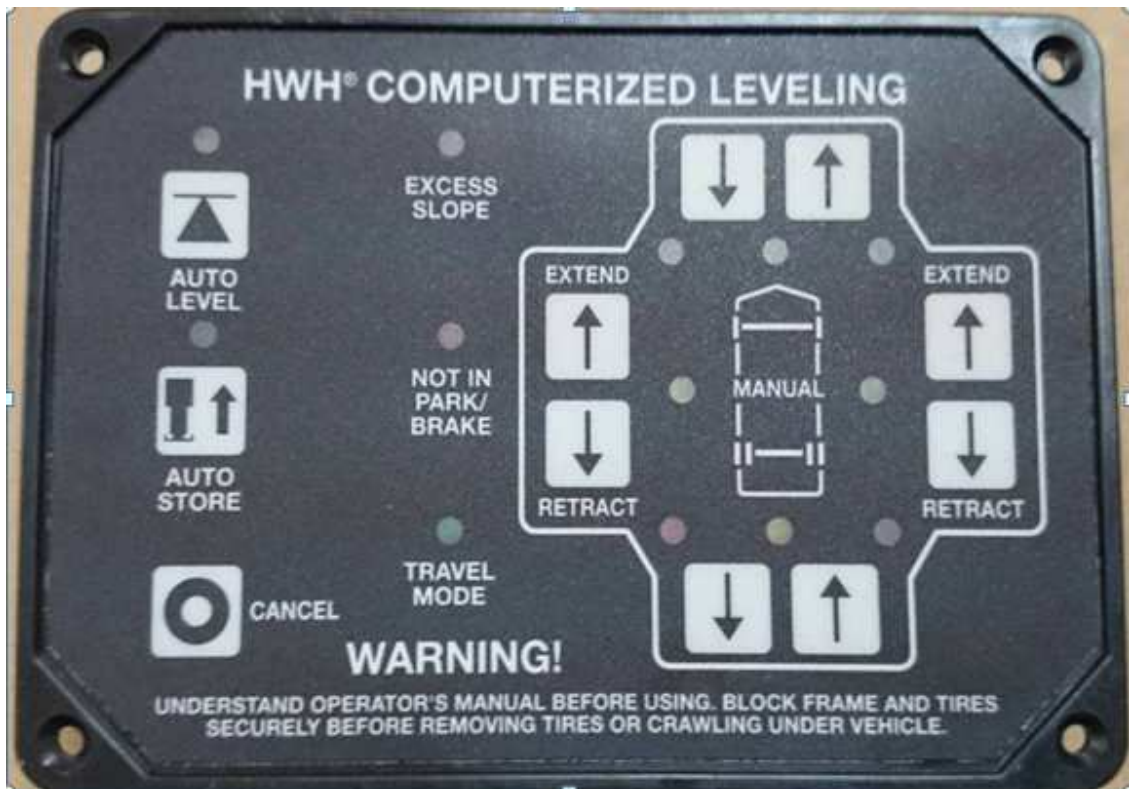 HWH® COMPUTERIZED LEVELING
AUTO
LEVEL
EXCESS
SLOPE
AUTO
STORE
NOT IN
PARK/
BRAKE
CANCEL
TRAVEL
MODE
EXTEND
RETRACT
MANUAL
EXTEND
RETRACT
WARNING!
UNDERSTAND OPERATOR'S MANUAL BEFORE USING. BLOCK FRAME AND TIRES
SECURELY BEFORE REMOVING TIRES OR CRAWLING UNDER VEHICLE.